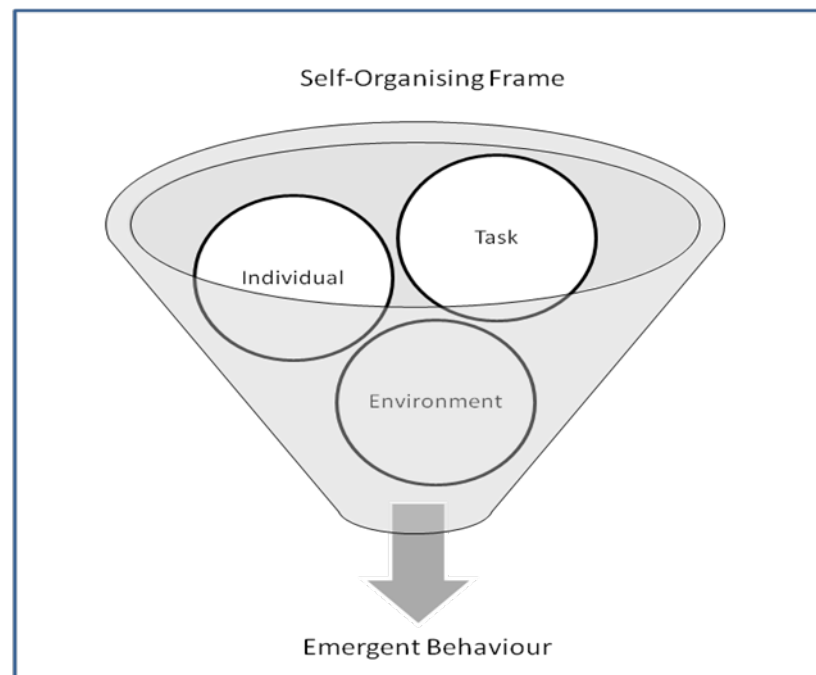 Self-Organising Frame
Task
Individual
Environment
Emergent Behaviour